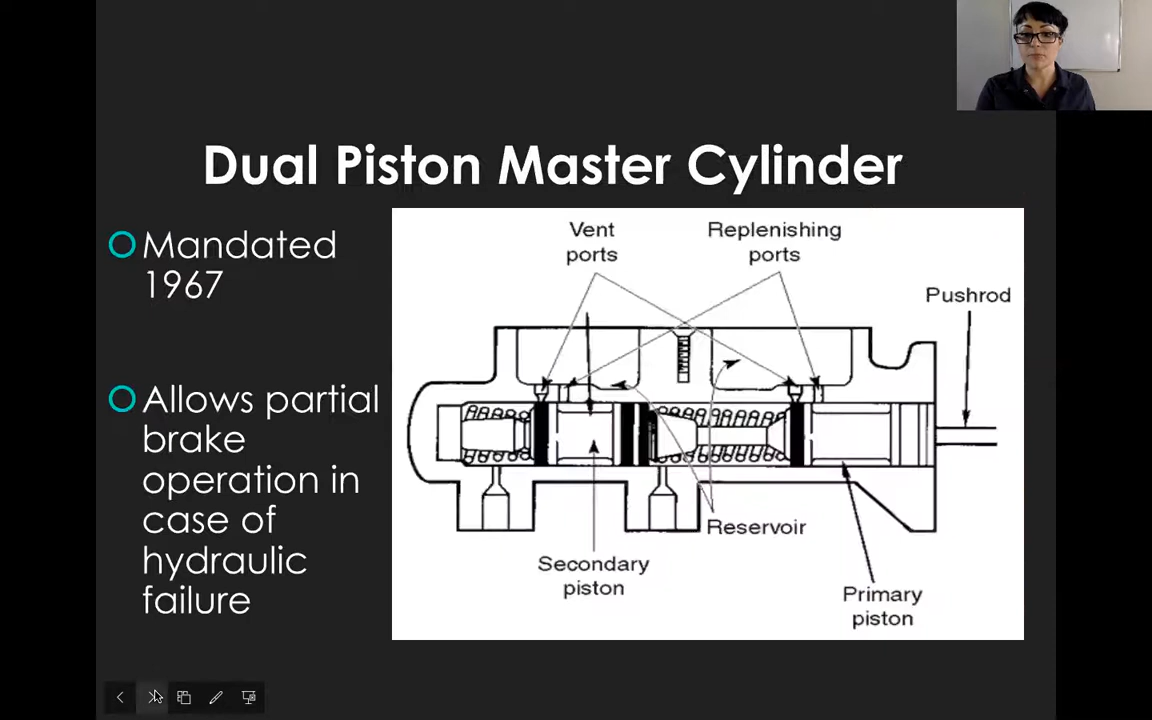 Dual Piston Master Cylinder
Mandated
1967
Allows partial
brake
operation in
case of
hydraulic
failure
Vent
ports
Replenishing
ports
Pushrod
Reservoir
Secondary
piston
Primary
piston